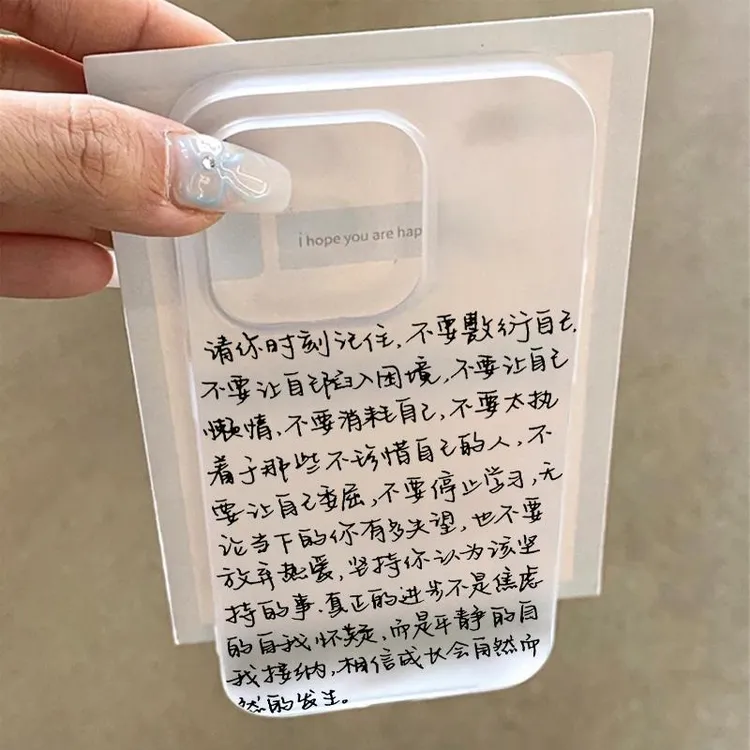 i hope you are hap
请你时刻记住，不要敷衍自己，
不要让自己陷入困境，不要让自己
懒惰，不要消耗自己，不要太执
着于那些不珍惜自己的人，不
要让自己委屈，不要停止学习，无
论当下的你有多失望，也不要
放弃热爱，坚持你认为该坚
持的事。真正的进步不是焦虑
的自我怀疑，而是平静的自
我接纳，相信成长会自然而
然的发生。